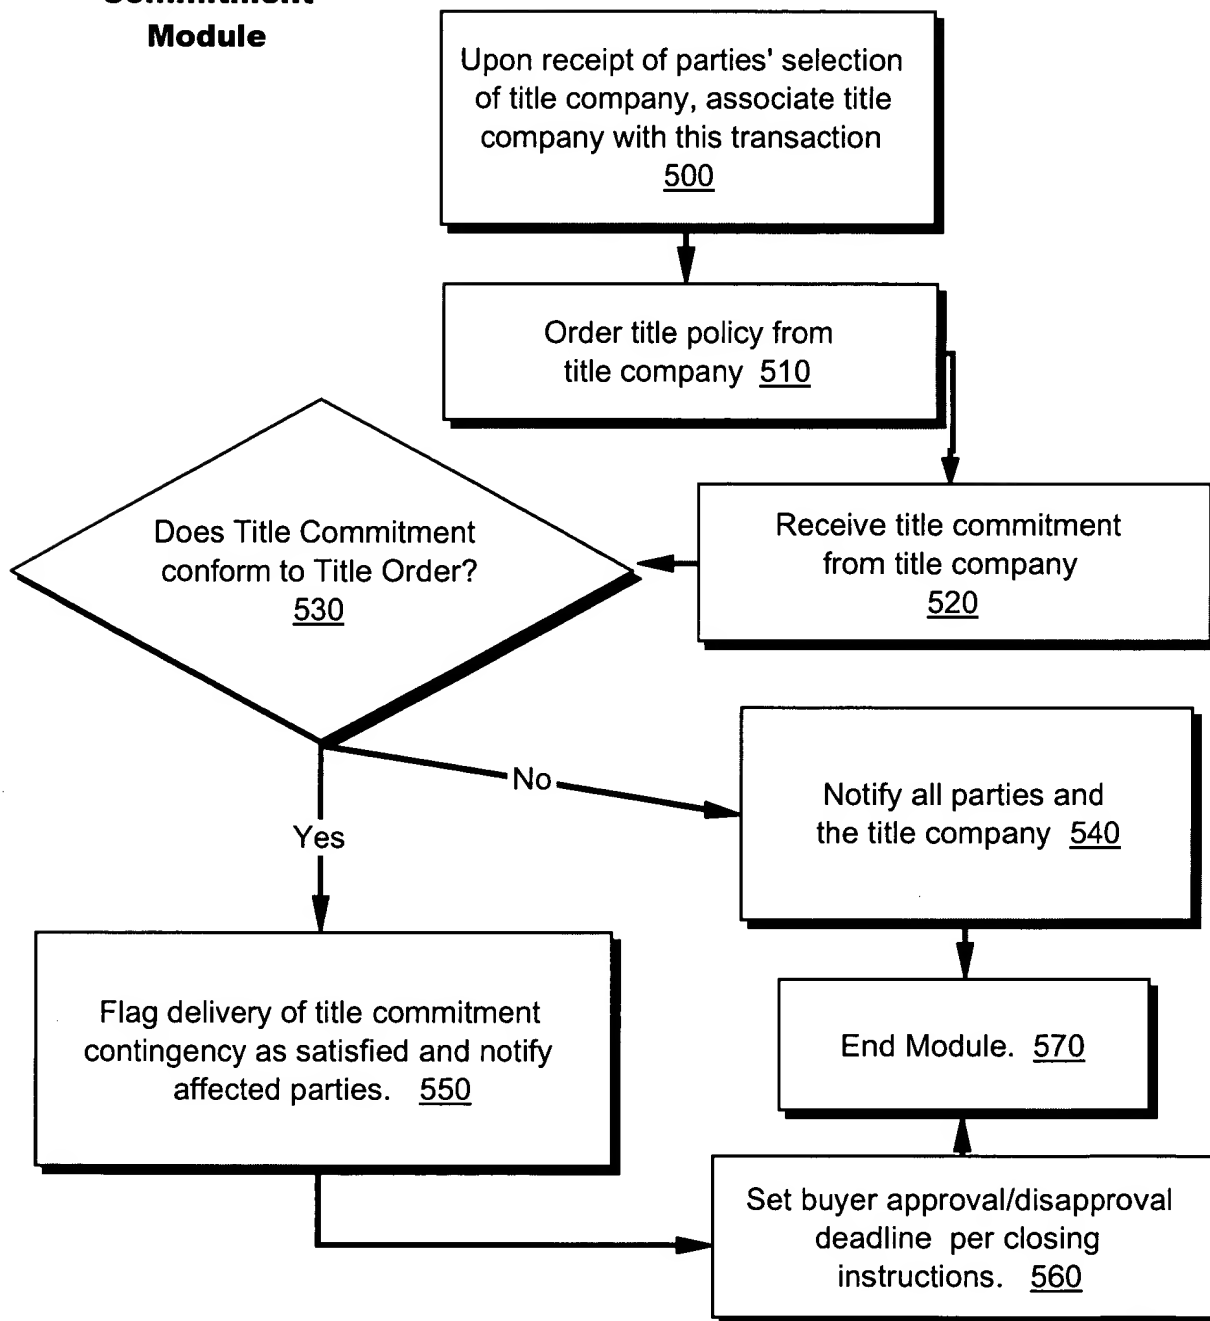 Module
Upon receipt of parties' selection
of title company, associate title
company with this transaction
500
Order title policy from
title company 510
Receive title commitment
from title company
520
Does Title Commitment
conform to Title Order?
530
No
Yes
Notify all parties and
the title company 540
Flag delivery of title commitment
contingency as satisfied and notify
affected parties. 550
End Module. 570
Set buyer approval/disapproval
deadline per closing
instructions. 560